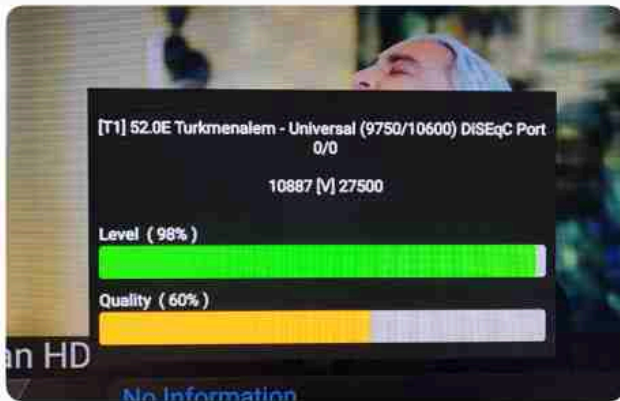 [T1] 52.0E Turkmenalem - Universal (9750/10600) DiSEqC Port
0/0
10887 [V] 27500
Level ( 98% )
Quality ( 60% )
an HD
No Information